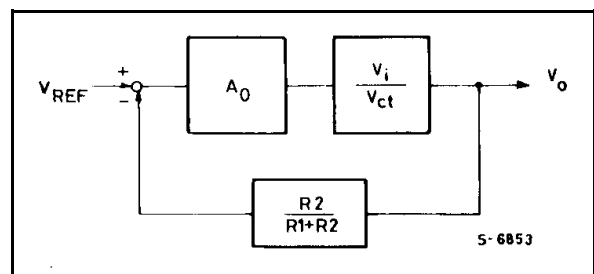 +
V_REF
−
A_0
V_i
V_ct
V_o
R2
R1+R2
S-6853